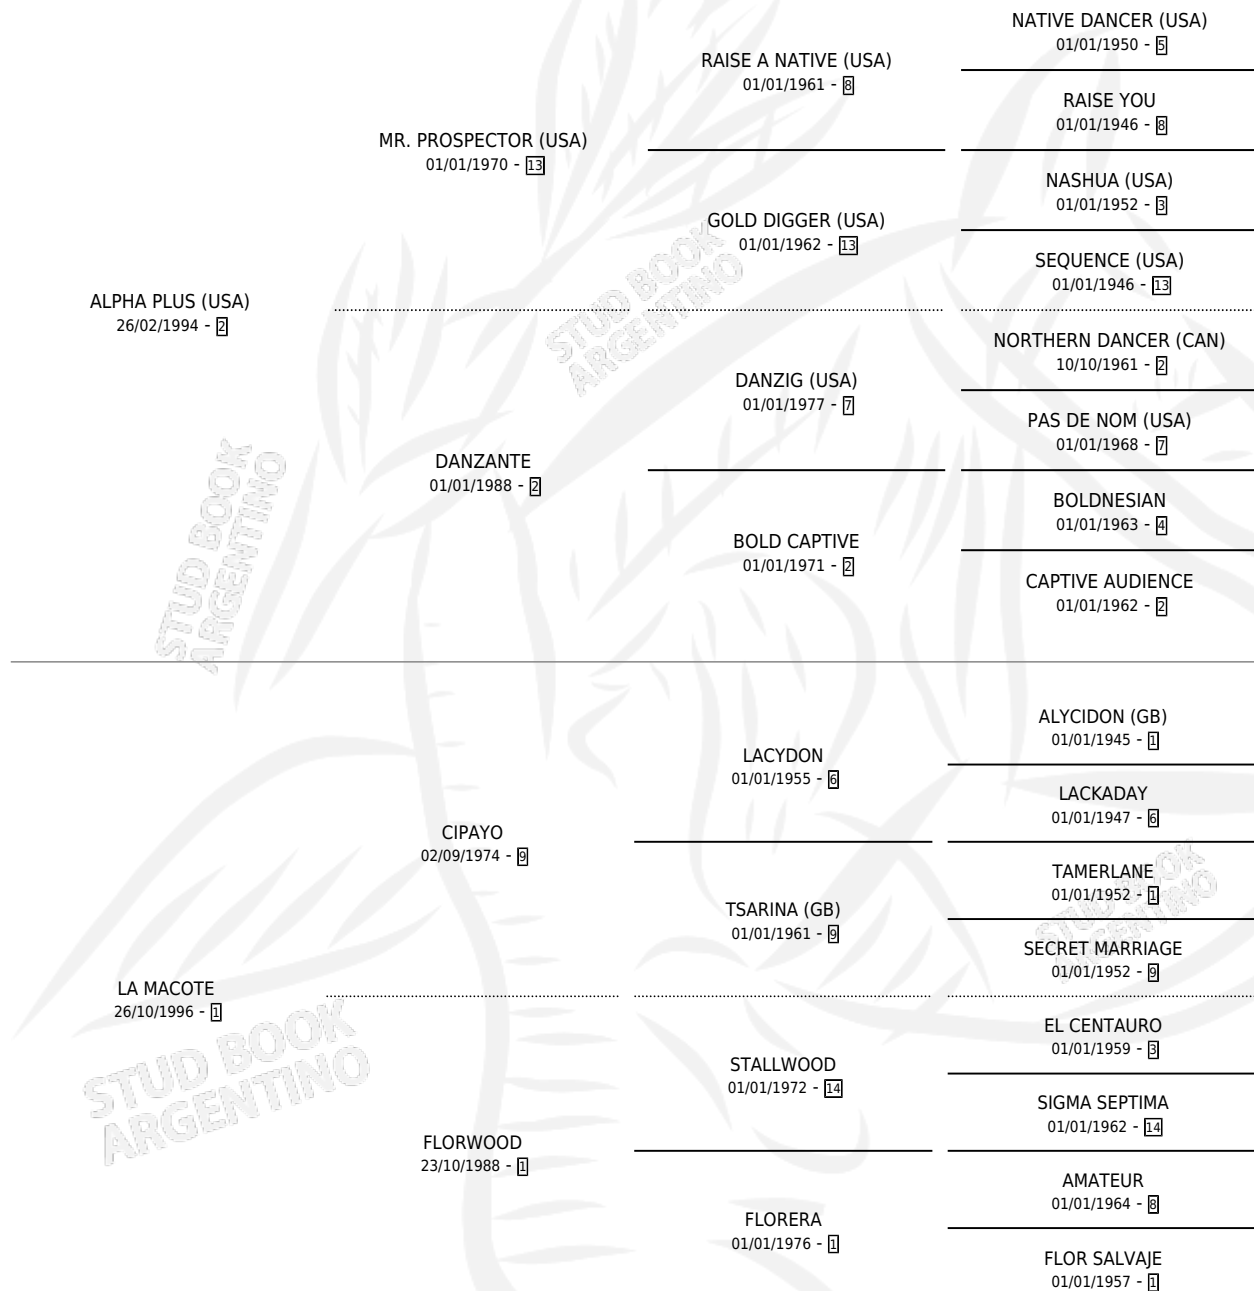 NATIVE DANCER (USA)
01/01/1950 - 5
RAISE A NATIVE (USA)
01/01/1961 - 8
RAISE YOU
01/01/1946 - 8
MR. PROSPECTOR (USA)
01/01/1970 - 13
NASHUA (USA)
01/01/1952 - 3
GOLD DIGGER (USA)
01/01/1962 - 13
SEQUENCE (USA)
01/01/1946 - 13
ALPHA PLUS (USA)
26/02/1994 - 2
NORTHERN DANCER (CAN)
10/10/1961 - 2
DANZIG (USA)
01/01/1977 - 7
PAS DE NOM (USA)
01/01/1968 - 7
DANZANTE
01/01/1988 - 2
BOLDNESIAN
01/01/1963 - 4
BOLD CAPTIVE
01/01/1971 - 2
CAPTIVE AUDIENCE
01/01/1962 - 2
ALYCIDON (GB)
01/01/1945 - 1
LACYDON
01/01/1955 - 6
LACKADAY
01/01/1947 - 6
CIPAYO
02/09/1974 - 9
TAMERLANE
01/01/1952 - 1
TSARINA (GB)
01/01/1961 - 9
SECRET MARRIAGE
01/01/1952 - 9
LA MACOTE
26/10/1996 - 1
EL CENTAURO
01/01/1959 - 3
STALLWOOD
01/01/1972 - 14
SIGMA SEPTIMA
01/01/1962 - 14
FLORWOOD
23/10/1988 - 1
AMATEUR
01/01/1964 - 8
FLORERA
01/01/1976 - 1
FLOR SALVAJE
01/01/1957 - 1
STUD BOOK
ARGENTINO
STUD BOOK
ARGENTINO
STUD BOOK
ARGENTINO
STUD BOOK
ARGENTINO